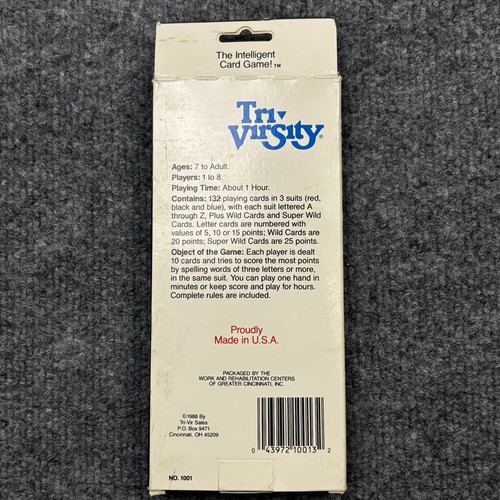 The Intelligent
Card Game!™
Tri-
VirSity®
Ages: 7 to Adult.
Players: 1 to 8.
Playing Time: About 1 Hour.
Contains: 132 playing cards in 3 suits (red,
black and blue), with each suit lettered A
through Z, Plus Wild Cards and Super Wild
Cards. Letter cards are numbered with
values of 5, 10 or 15 points; Wild Cards are
20 points; Super Wild Cards are 25 points.
Object of the Game: Each player is dealt
10 cards and tries to score the most points
by spelling words of three letters or more,
in the same suit. You can play one hand in
minutes or keep score and play for hours.
Complete rules are included.
Proudly
Made in U.S.A.
PACKAGED BY THE
WORK AND REHABILITATION CENTERS
OF GREATER CINCINNATI, INC.
©1988 By
Tri-Vir Sales
P.O. Box 9471
Cincinnati, OH 45209
0 43972 10013 2
NO. 1001